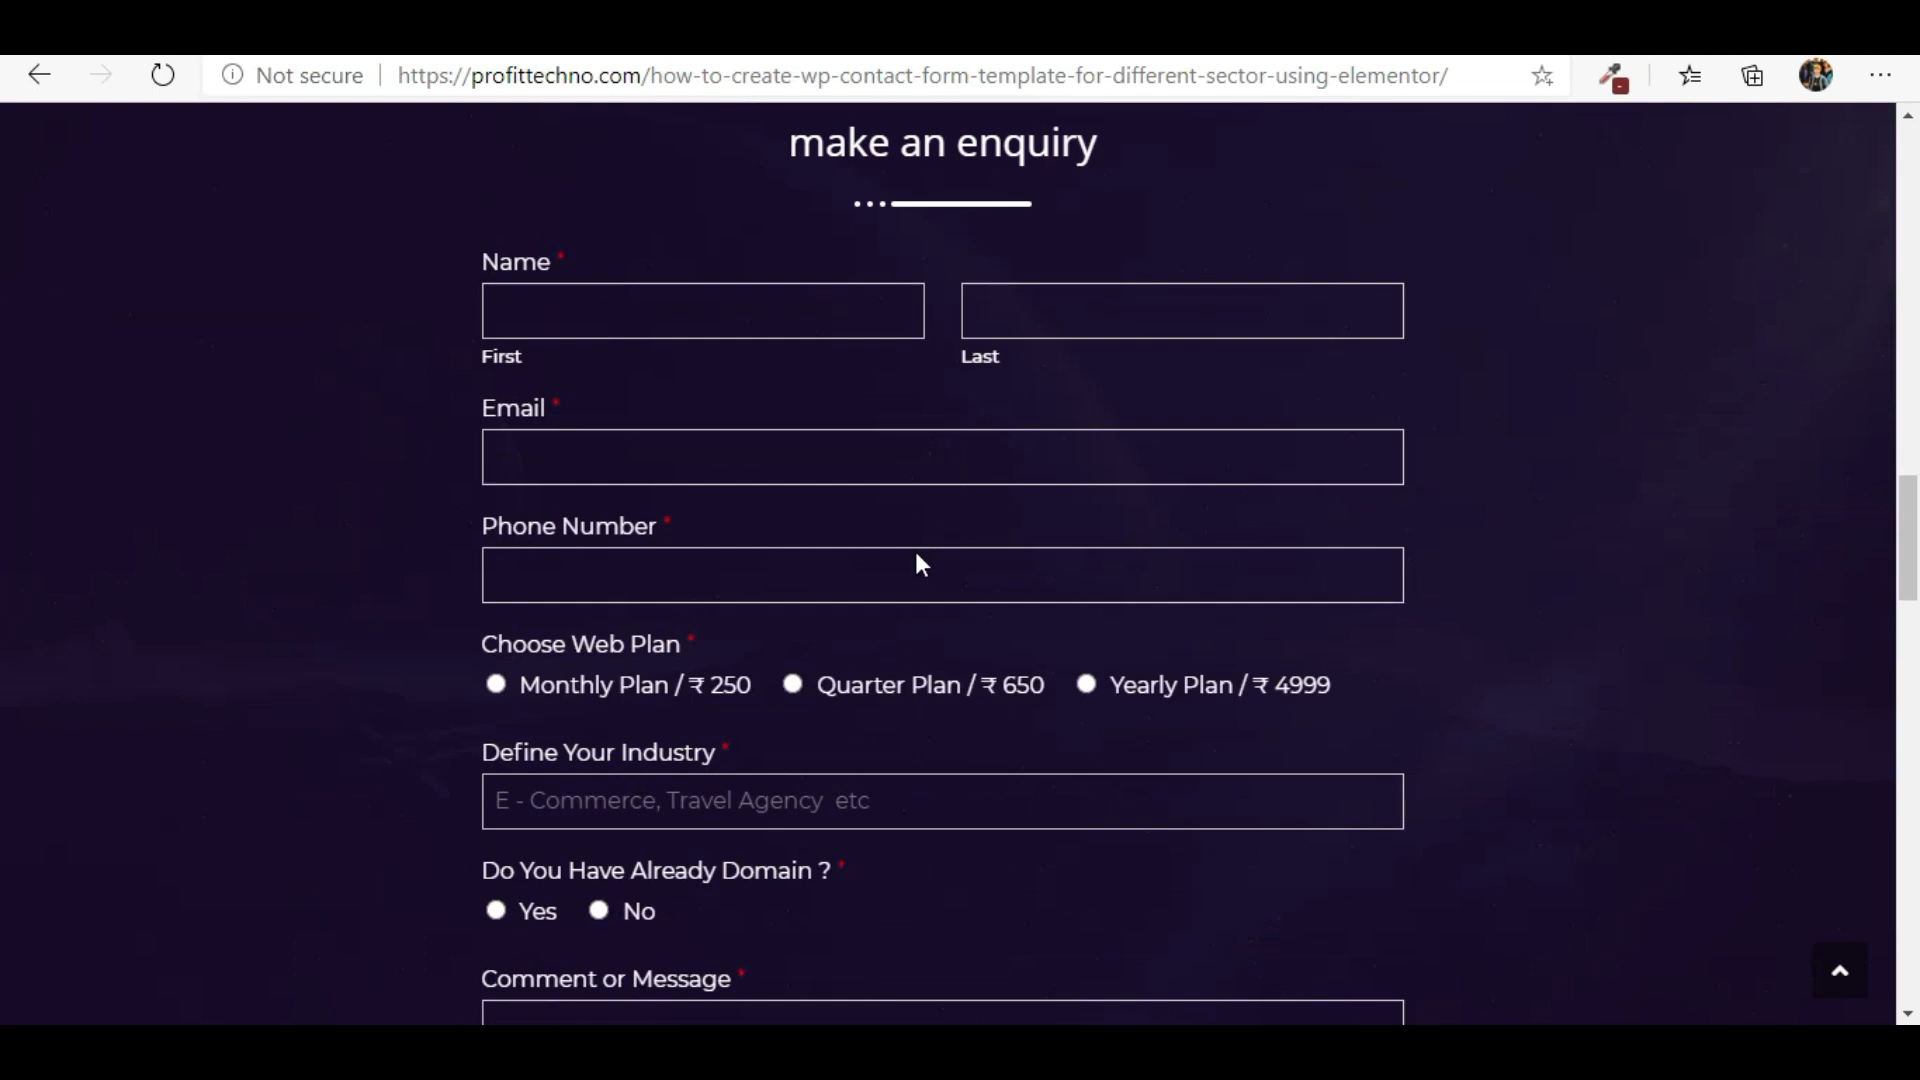 Not secure | https://profittechno.com/how-to-create-wp-contact-form-template-for-different-sector-using-elementor/
make an enquiry
Name *
First Last
Email *
Phone Number *
Choose Web Plan *
Monthly Plan / ₹ 250 Quarter Plan / ₹ 650 Yearly Plan / ₹ 4999
Define Your Industry *
E - Commerce, Travel Agency  etc
Do You Have Already Domain ? *
Yes No
Comment or Message *